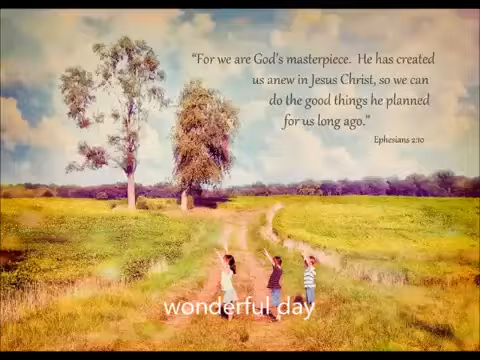 “For we are God's masterpiece. He has created
us anew in Jesus Christ, so we can
do the good things he planned
for us long ago.”
Ephesians 2:10
wonderful day